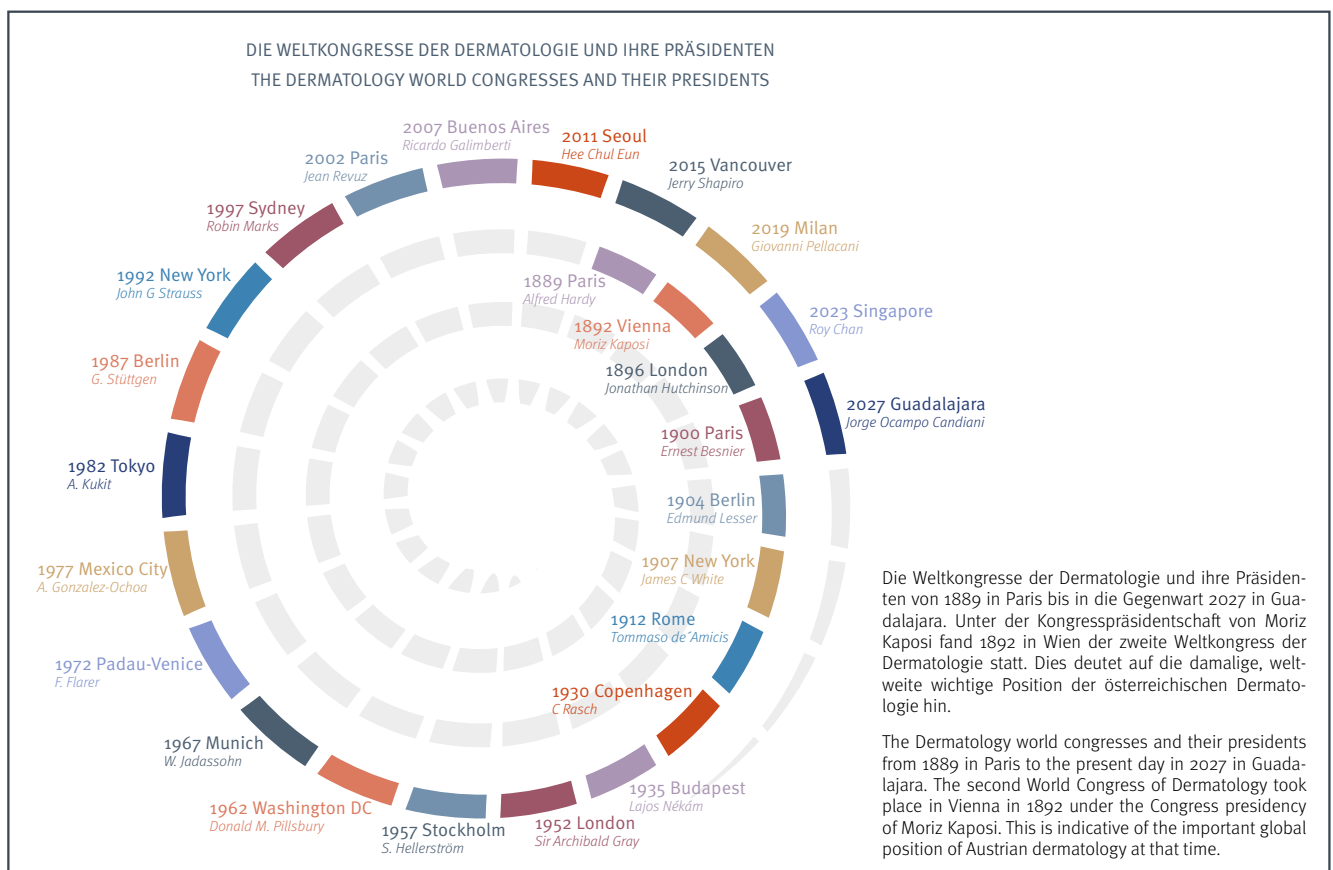 DIE WELTKONGRESSE DER DERMATOLOGIE UND IHRE PRÄSIDENTEN
THE DERMATOLOGY WORLD CONGRESSES AND THEIR PRESIDENTS
1889 Paris
Alfred Hardy
1892 Vienna
Moriz Kaposi
1896 London
Jonathan Hutchinson
1900 Paris
Ernest Besnier
1904 Berlin
Edmund Lesser
1907 New York
James C White
1912 Rome
Tommaso de´Amicis
1930 Copenhagen
C Rasch
1935 Budapest
Lajos Nékám
1952 London
Sir Archibald Gray
1957 Stockholm
S. Hellerström
1962 Washington DC
Donald M. Pillsbury
1967 Munich
W. Jadassohn
1972 Padau-Venice
F. Flarer
1977 Mexico City
A. Gonzalez-Ochoa
1982 Tokyo
A. Kukit
1987 Berlin
G. Stüttgen
1992 New York
John G Strauss
1997 Sydney
Robin Marks
2002 Paris
Jean Revuz
2007 Buenos Aires
Ricardo Galimberti
2011 Seoul
Hee Chul Eun
2015 Vancouver
Jerry Shapiro
2019 Milan
Giovanni Pellacani
2023 Singapore
Roy Chan
2027 Guadalajara
Jorge Ocampo Candiani
Die Weltkongresse der Dermatologie und ihre Präsiden-
ten von 1889 in Paris bis in die Gegenwart 2027 in Gua-
dalajara. Unter der Kongresspräsidentschaft von Moriz
Kaposi fand 1892 in Wien der zweite Weltkongress der
Dermatologie statt. Dies deutet auf die damalige, welt-
weite wichtige Position der österreichischen Dermato-
logie hin.
The Dermatology world congresses and their presidents
from 1889 in Paris to the present day in 2027 in Guada-
lajara. The second World Congress of Dermatology took
place in Vienna in 1892 under the Congress presidency
of Moriz Kaposi. This is indicative of the important global
position of Austrian dermatology at that time.